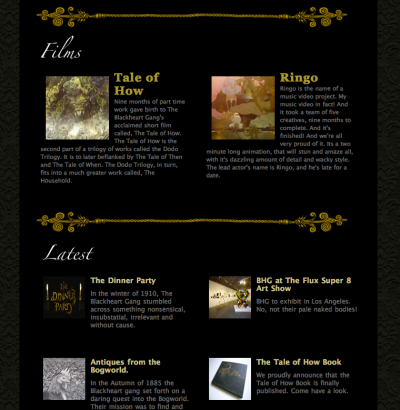 Films
Tale of
How
Nine months of part time
work gave birth to The
Blackheart Gang's
acclaimed short film
called, The Tale of How.
The Tale of How is the
second part of a trilogy of works called the Dodo
Trilogy. It is to later beflanked by The Tale of Then
and The Tale of When. The Dodo Trilogy, in turn,
fits into a much greater work called, The
Household.
Ringo
Ringo is the name of a
music video project. My
music video in fact! And
it took a team of five
creatives, nine months to
complete. And it's
finished! And we're all
very proud of it. Its a two
minute long animation, that will stun and amaze all,
with it's dazzling amount of detail and wacky style.
The lead actor's name is Ringo, and he's late for a
date.
Latest
THE
DINNER
PARTY
The Dinner Party
In the winter of 1910, The
Blackheart Gang stumbled
across something nonsensical,
insubstatial, irrelevant and
without cause.
BHG at The Flux Super 8
Art Show
BHG to exhibit in Los Angeles.
No, not their pale naked bodies!
Antiques from the
Bogworld.
In the Autumn of 1885 the
Blackheart gang set forth on a
daring quest into the Bogworld.
Their mission was to find and
The Tale of How Book
We proudly announce that the
Tale of How Book is finally
published. Come have a look.